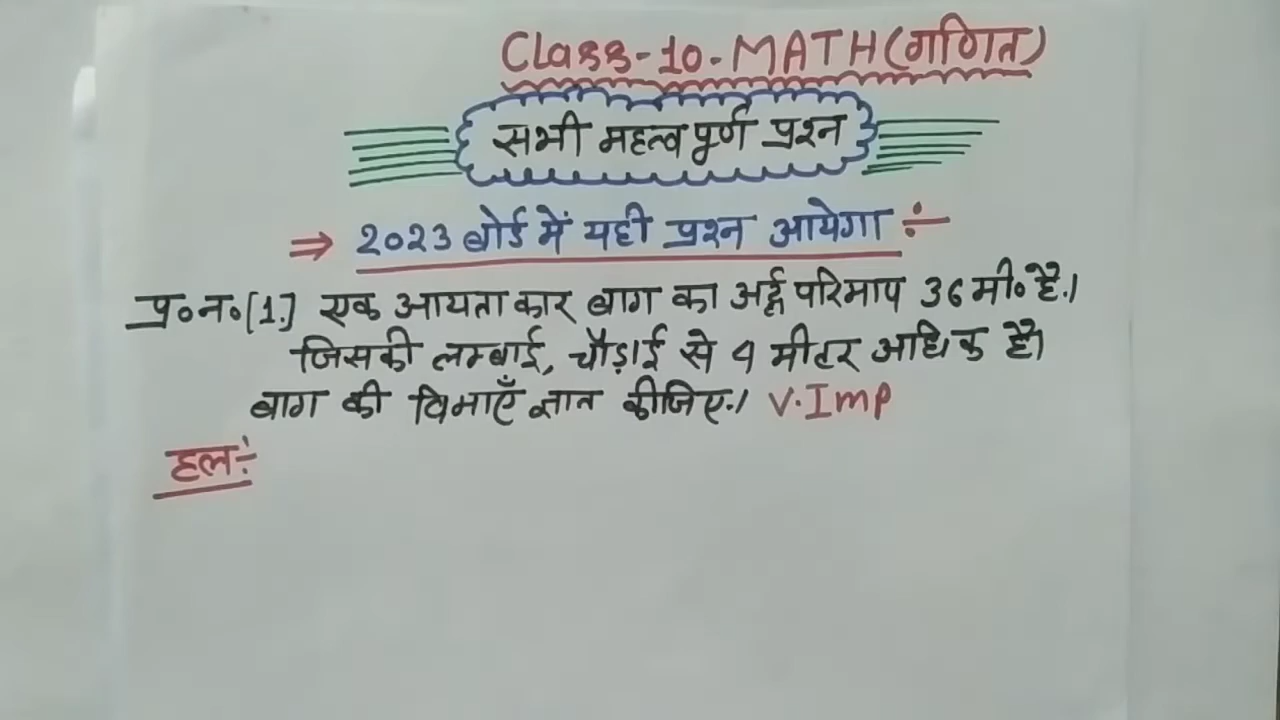 Class-10-MATH(गणित)
सभी महत्वपूर्ण प्रश्न
⇒ 2023 बोर्ड में यही प्रश्न आयेगा ÷
प्र०न०[1.] एक आयताकार बाग का अर्द्ध परिमाप 36 मी० है।
जिसकी लम्बाई, चौड़ाई से 4 मीटर अधिक है।
बाग की विमाएँ ज्ञात कीजिए।  V.Imp
हल÷